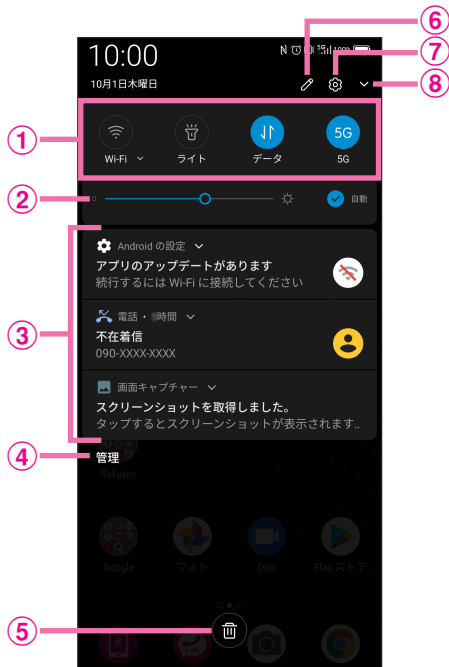 ⑥
10:00
⑦
10月1日木曜日
⑧
①
Wi-Fi
ライト
データ
5G
5G
②
自動
Android の設定
アプリのアップデートがあります
続行するには Wi-Fi に接続してください
③
電話・
時間
不在着信
090-XXXX-XXXX
画面キャプチャー
スクリーンショットを取得しました。
タップするとスクリーンショットが表示されます..
④
管理
Rakuten
Google
フォト
Duo
Play ストア
⑤